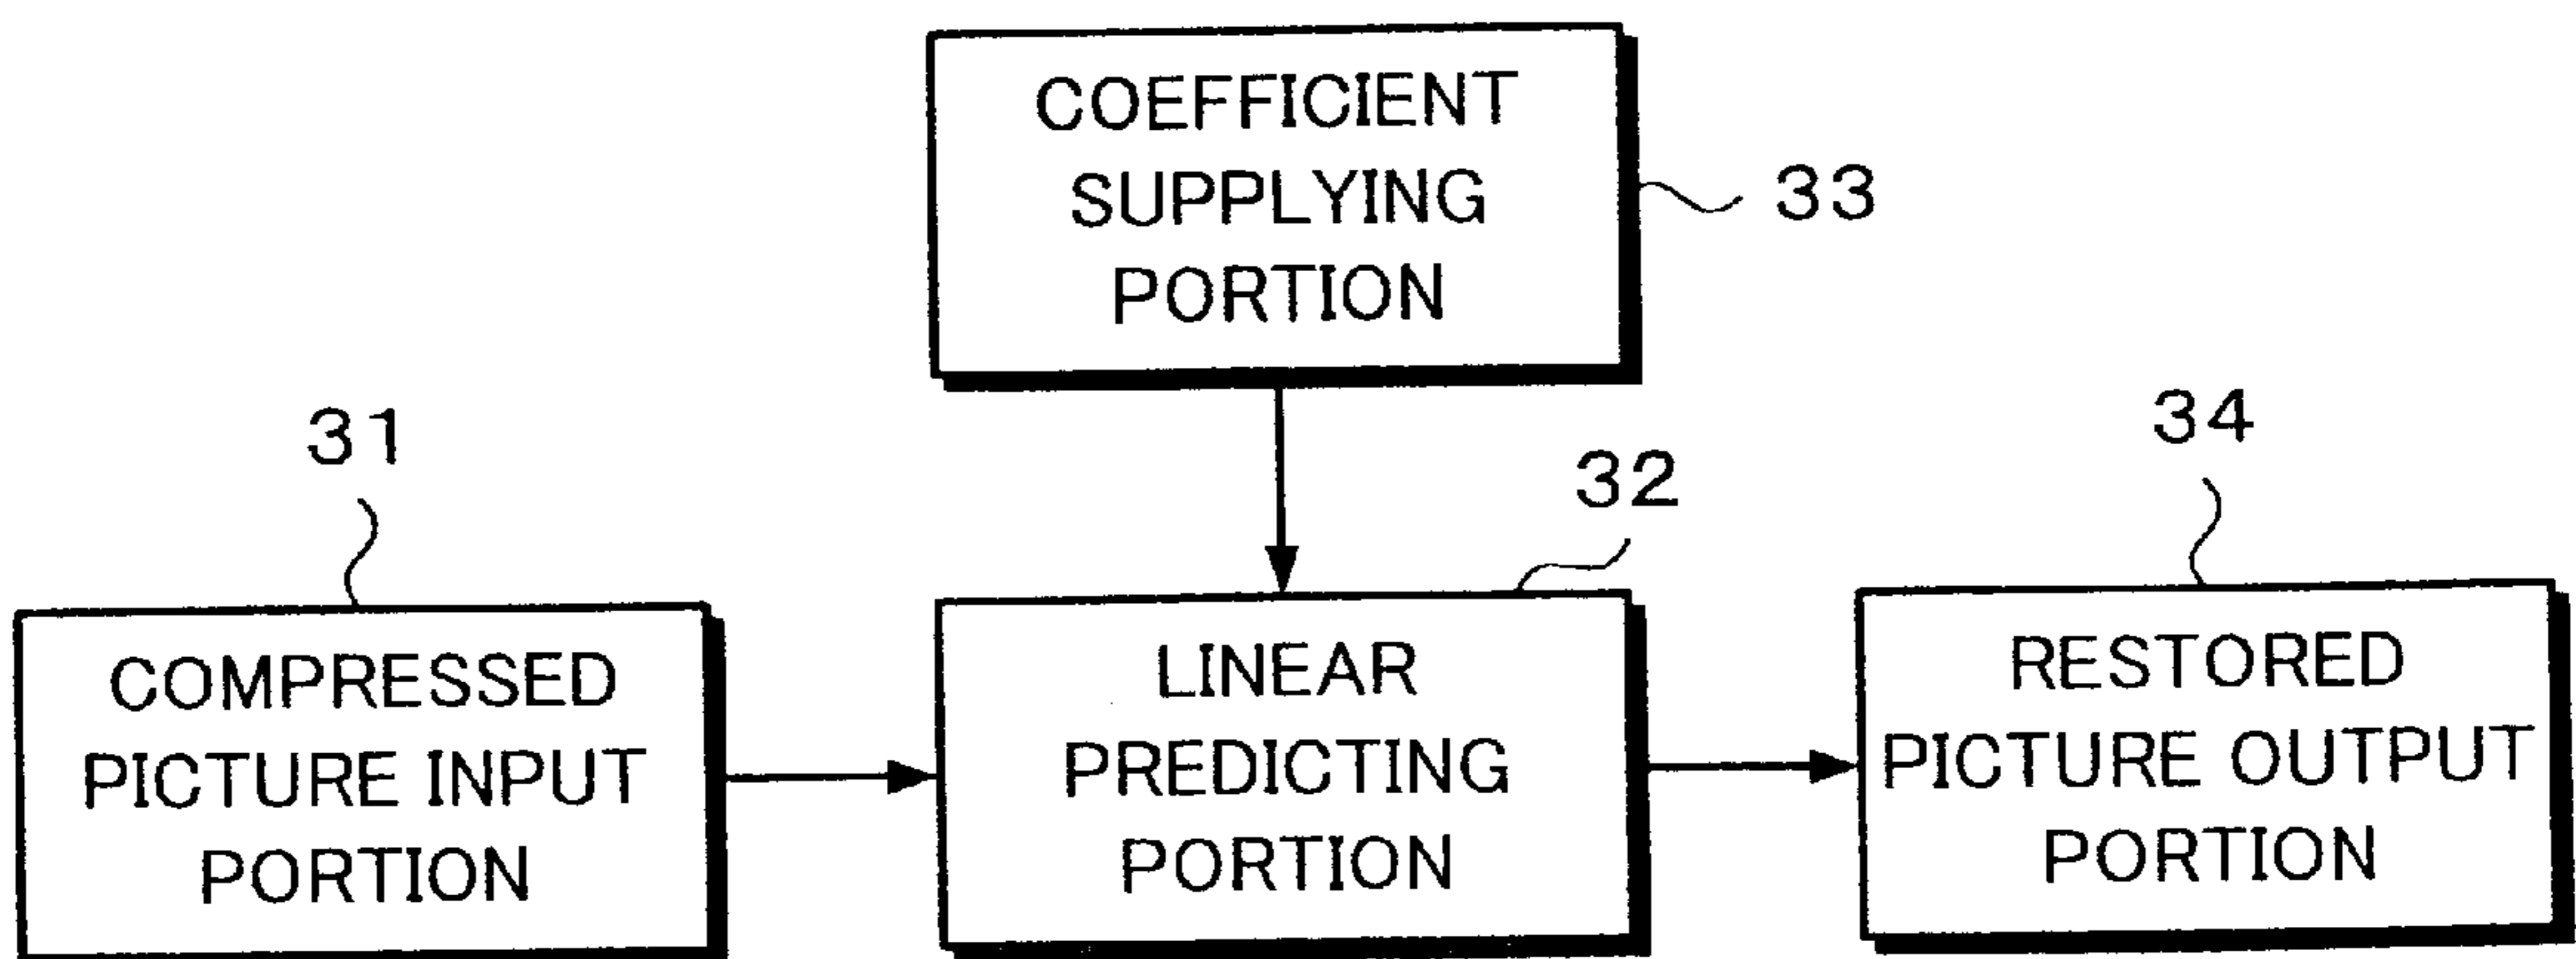 COEFFICIENT
SUPPLYING
PORTION
33
31
32
34
COMPRESSED
PICTURE INPUT
PORTION
LINEAR
PREDICTING
PORTION
RESTORED
PICTURE OUTPUT
PORTION